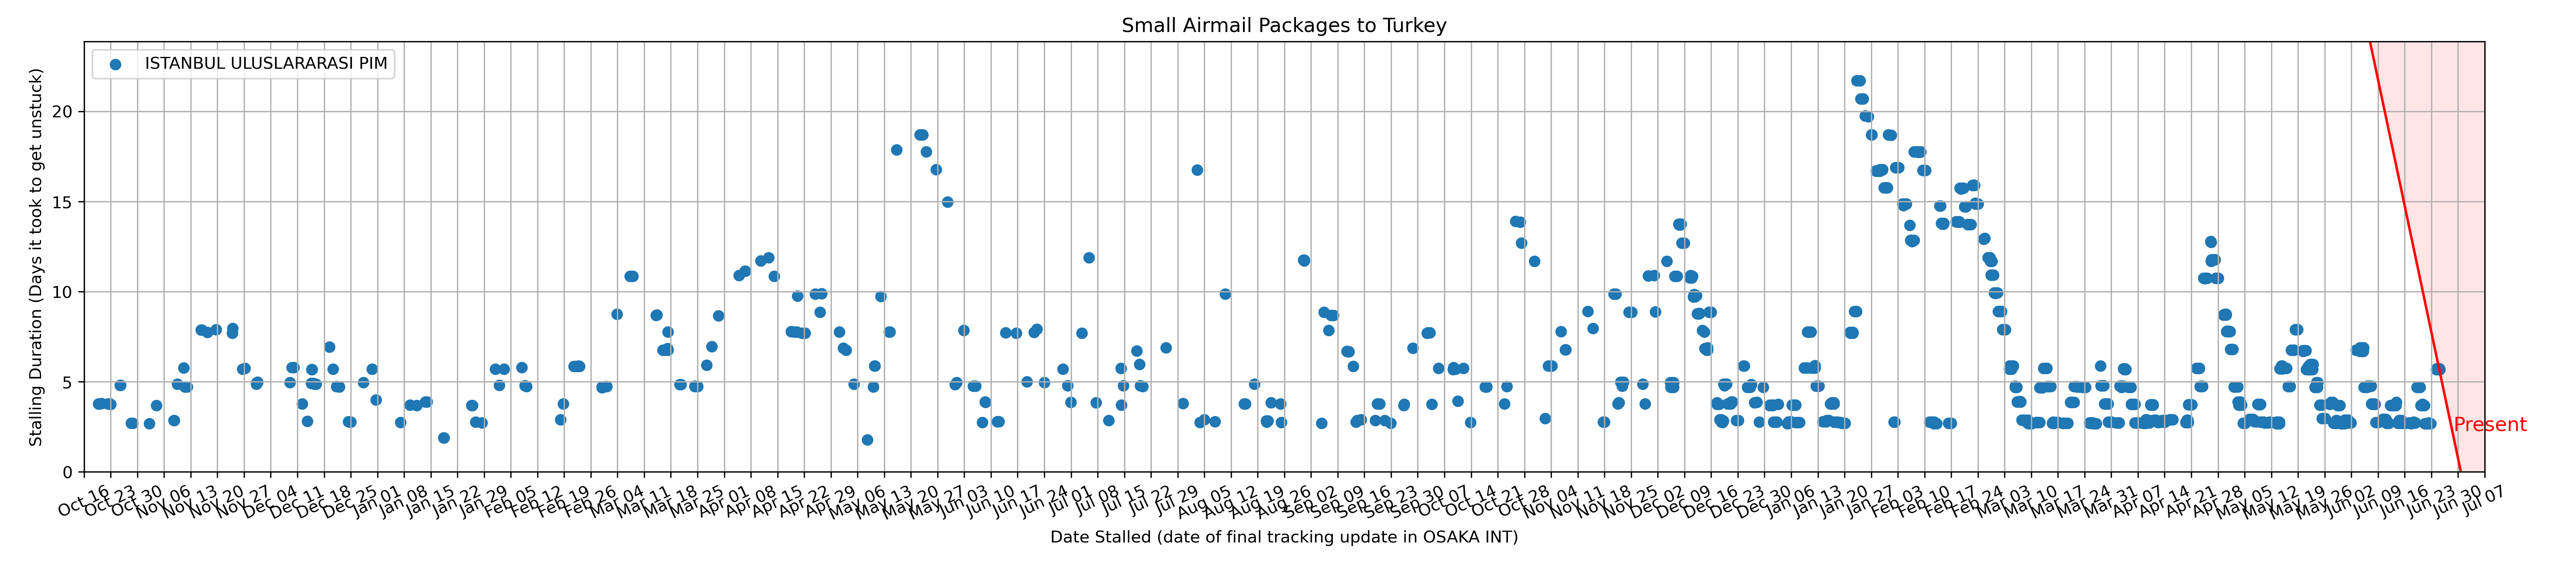 Small Airmail Packages to Turkey
ISTANBUL ULUSLARARASI PIM
Stalling Duration (Days it took to get unstuck)
20
15
10
5
0
Present
Oct 16
Oct 23
Oct 30
Nov 06
Nov 13
Nov 20
Nov 27
Dec 04
Dec 11
Dec 18
Dec 25
Jan 01
Jan 08
Jan 15
Jan 22
Jan 29
Feb 05
Feb 12
Feb 19
Feb 26
Mar 04
Mar 11
Mar 18
Mar 25
Apr 01
Apr 08
Apr 15
Apr 22
Apr 29
May 06
May 13
May 20
May 27
Jun 03
Jun 10
Jun 17
Jun 24
Jul 01
Jul 08
Jul 15
Jul 22
Jul 29
Aug 05
Aug 12
Aug 19
Aug 26
Sep 02
Sep 09
Sep 16
Sep 23
Sep 30
Oct 07
Oct 14
Oct 21
Oct 28
Nov 04
Nov 11
Nov 18
Nov 25
Dec 02
Dec 09
Dec 16
Dec 23
Dec 30
Jan 06
Jan 13
Jan 20
Jan 27
Feb 03
Feb 10
Feb 17
Feb 24
Mar 03
Mar 10
Mar 17
Mar 24
Mar 31
Apr 07
Apr 14
Apr 21
Apr 28
May 05
May 12
May 19
May 26
Jun 02
Jun 09
Jun 16
Jun 23
Jun 30
Jul 07
Date Stalled (date of final tracking update in OSAKA INT)